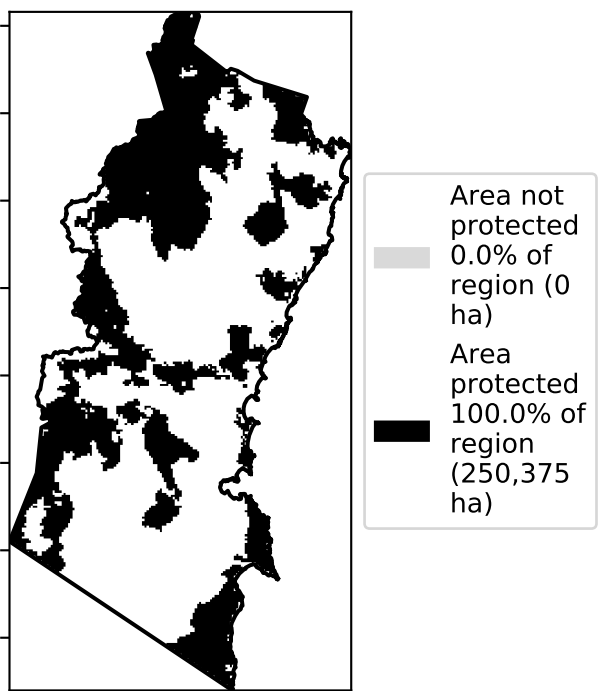 Area not
protected
0.0% of
region (0
ha)
Area
protected
100.0% of
region
(250,375
ha)